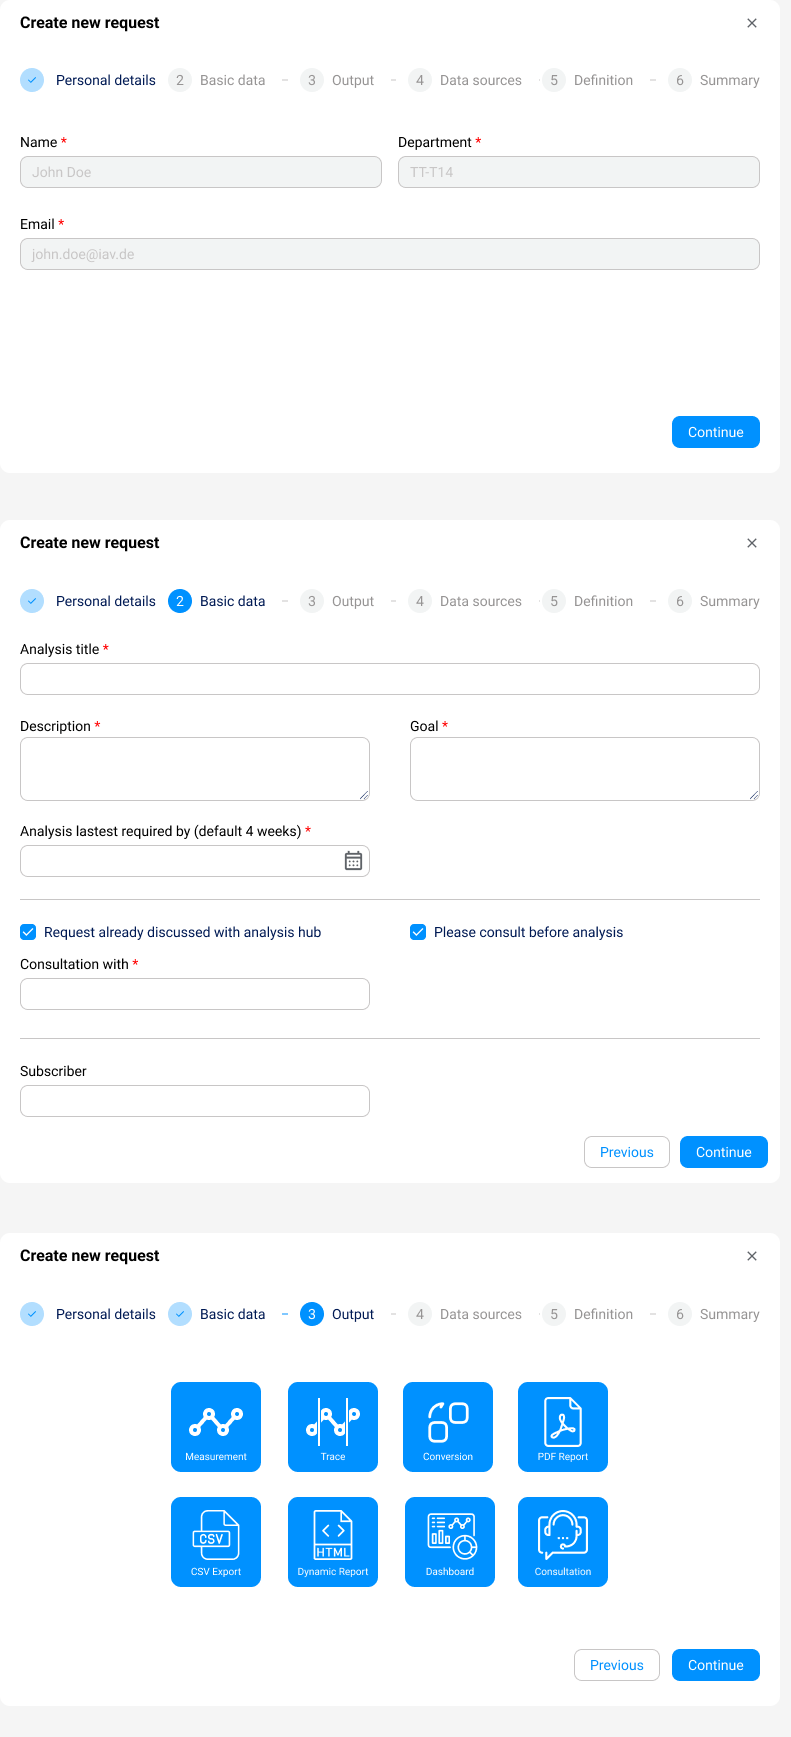 Create new request
Personal details 2 Basic data 3 Output 4 Data sources 5 Definition 6 Summary
Name * Department *
John Doe TT-T14
Email *
john.doe@iav.de
Continue
Create new request
Personal details 2 Basic data 3 Output 4 Data sources 5 Definition 6 Summary
Analysis title *
Description * Goal *
Analysis lastest required by (default 4 weeks) *
Request already discussed with analysis hub Please consult before analysis
Consultation with *
Subscriber
Previous Continue
Create new request
Personal details Basic data 3 Output 4 Data sources 5 Definition 6 Summary
Measurement Trace Conversion PDF Report
CSV HTML
CSV Export Dynamic Report Dashboard Consultation
Previous Continue